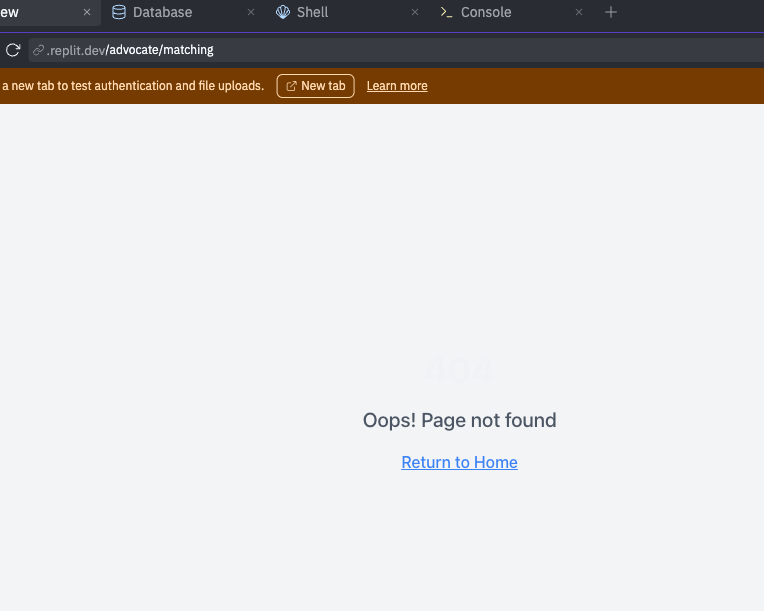 ew Database Shell Console
.replit.dev/advocate/matching
a new tab to test authentication and file uploads. New tab Learn more
404
Oops! Page not found
Return to Home